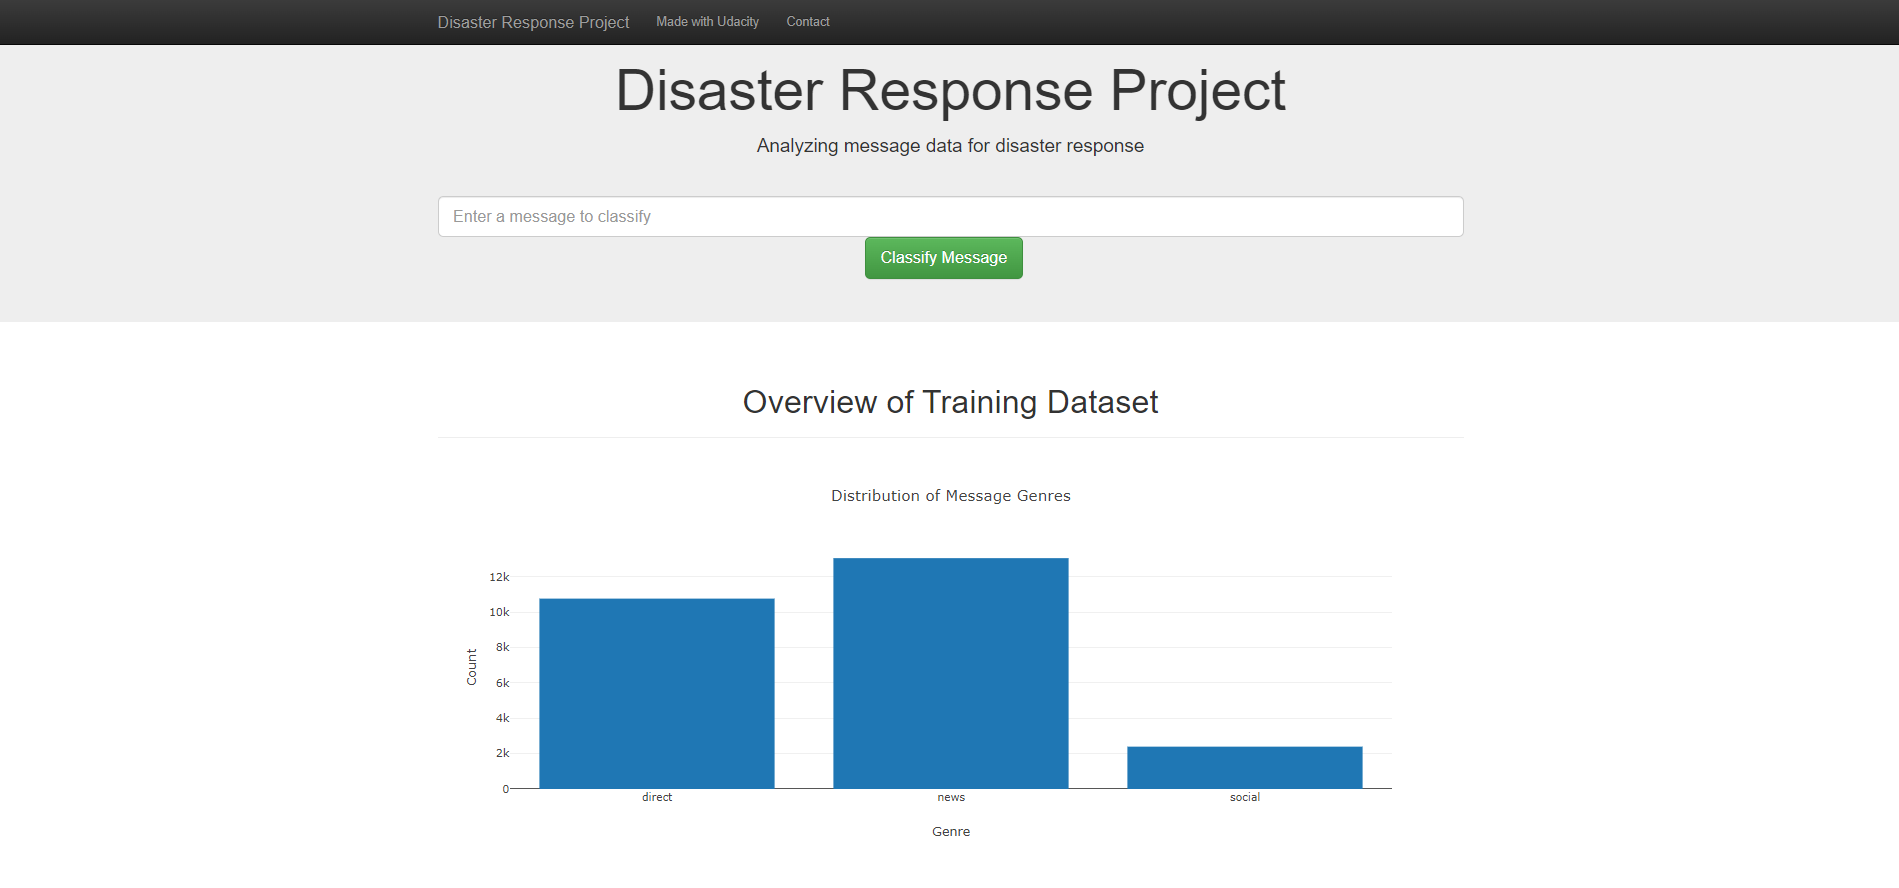 Disaster Response Project Made with Udacity Contact
Disaster Response Project
Analyzing message data for disaster response
Enter a message to classify
Classify Message
Overview of Training Dataset
Distribution of Message Genres
12k
10k
8k
6k
4k
2k
0
Count
direct news social
Genre